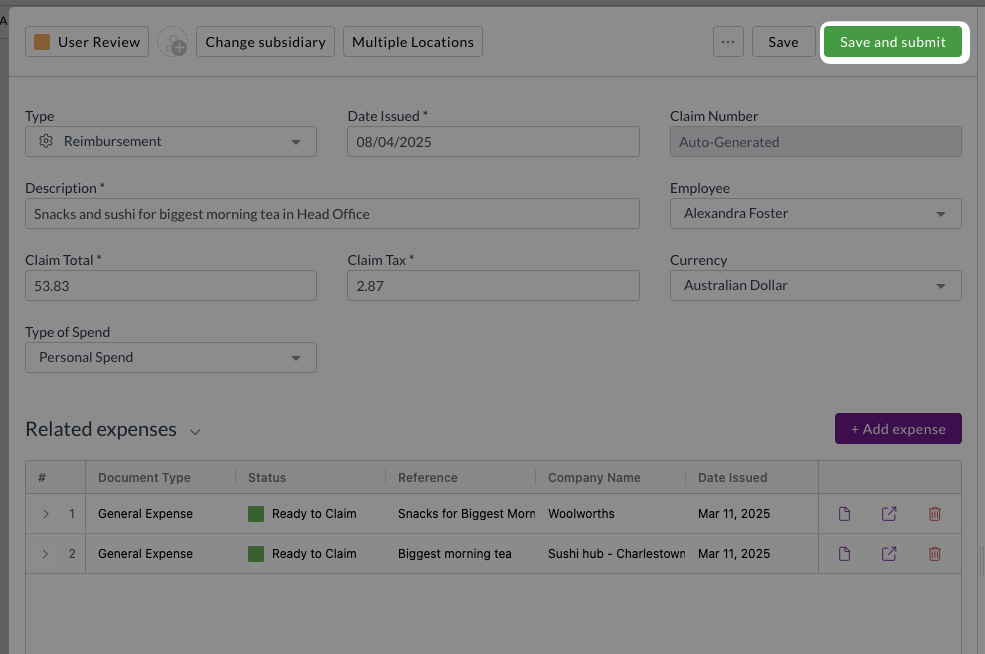 A
User Review
Change subsidiary
Multiple Locations
...
Save
Save and submit
Type
Date Issued *
Claim Number
Reimbursement
08/04/2025
Auto-Generated
Description *
Employee
Snacks and sushi for biggest morning tea in Head Office
Alexandra Foster
Claim Total *
Claim Tax *
Currency
53.83
2.87
Australian Dollar
Type of Spend
Personal Spend
Related expenses
+ Add expense
# Document Type Status Reference Company Name Date Issued
1 General Expense Ready to Claim Snacks for Biggest Morn Woolworths Mar 11, 2025
2 General Expense Ready to Claim Biggest morning tea Sushi hub - Charlestown Mar 11, 2025